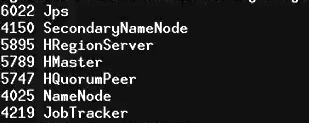 6022 Jps
4150 SecondaryNameNode
5895 HRegionServer
5789 HMaster
5747 HQuorumPeer
4025 NameNode
4219 JobTracker